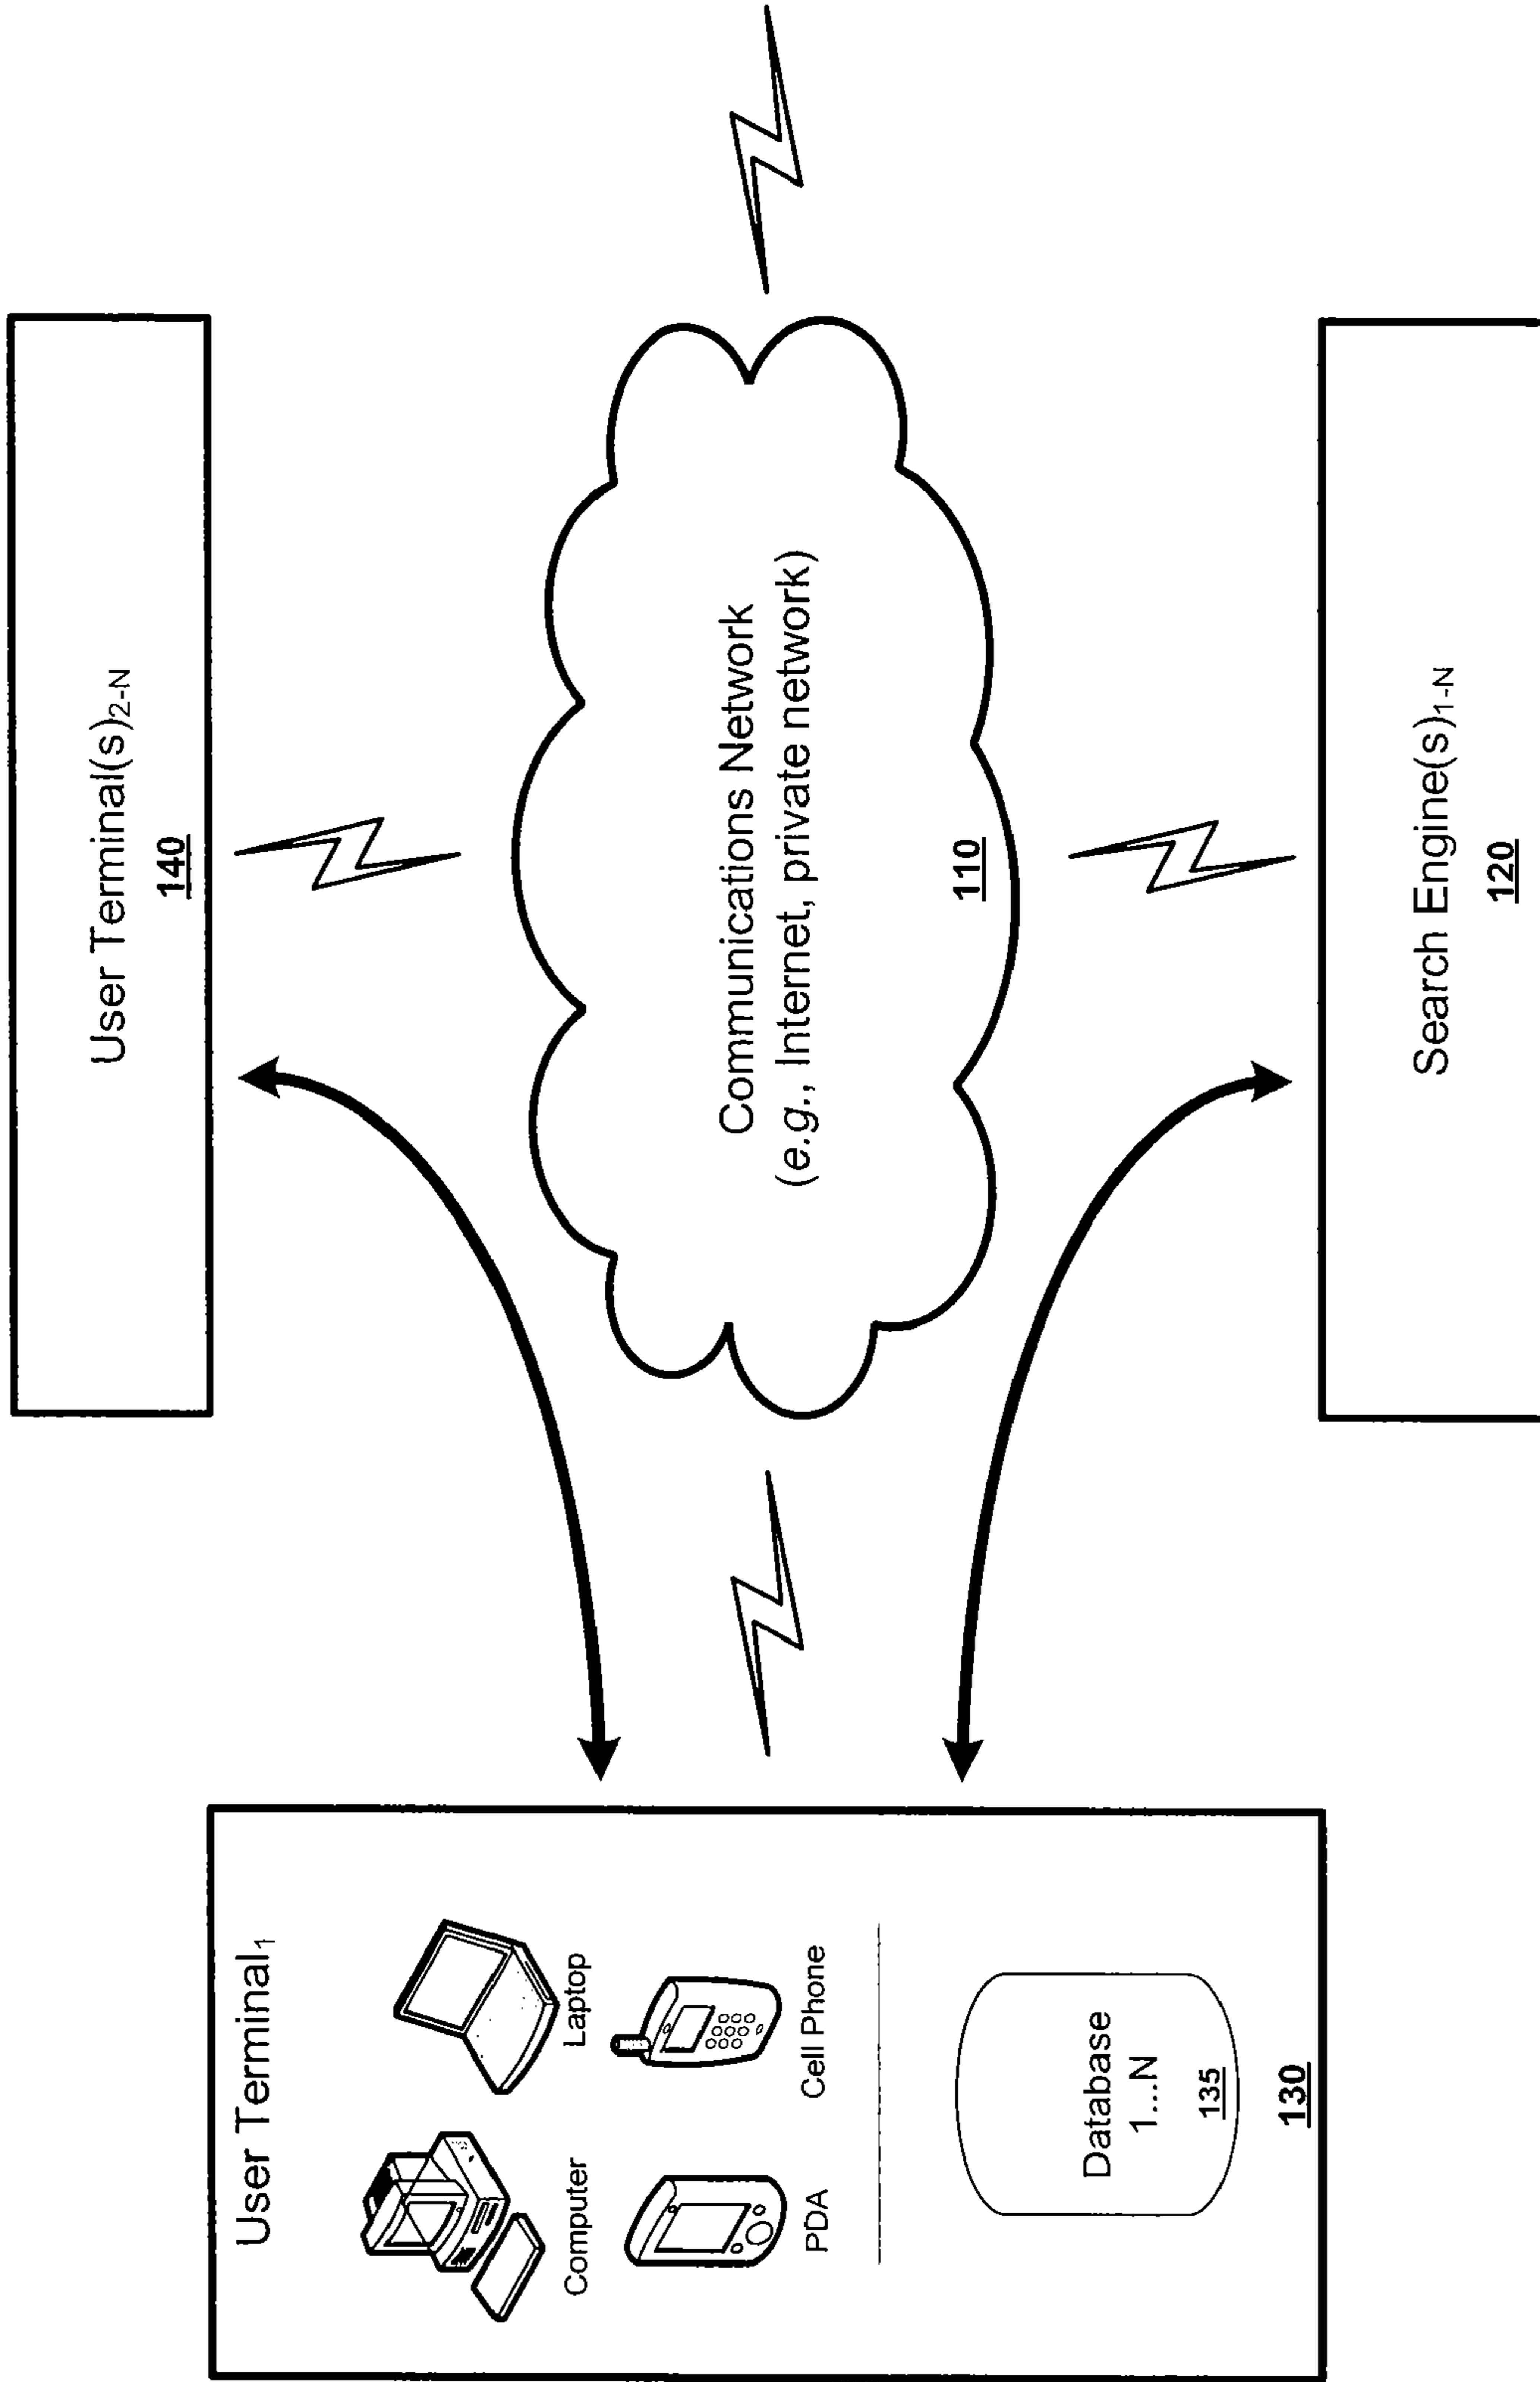 User Terminal(s)2-N
140
User Terminal1
Computer
Laptop
PDA
Cell Phone
Database
1...N
135
130
Communications Network
(e.g., Internet, private network)
110
Search Engine(s)1-N
120